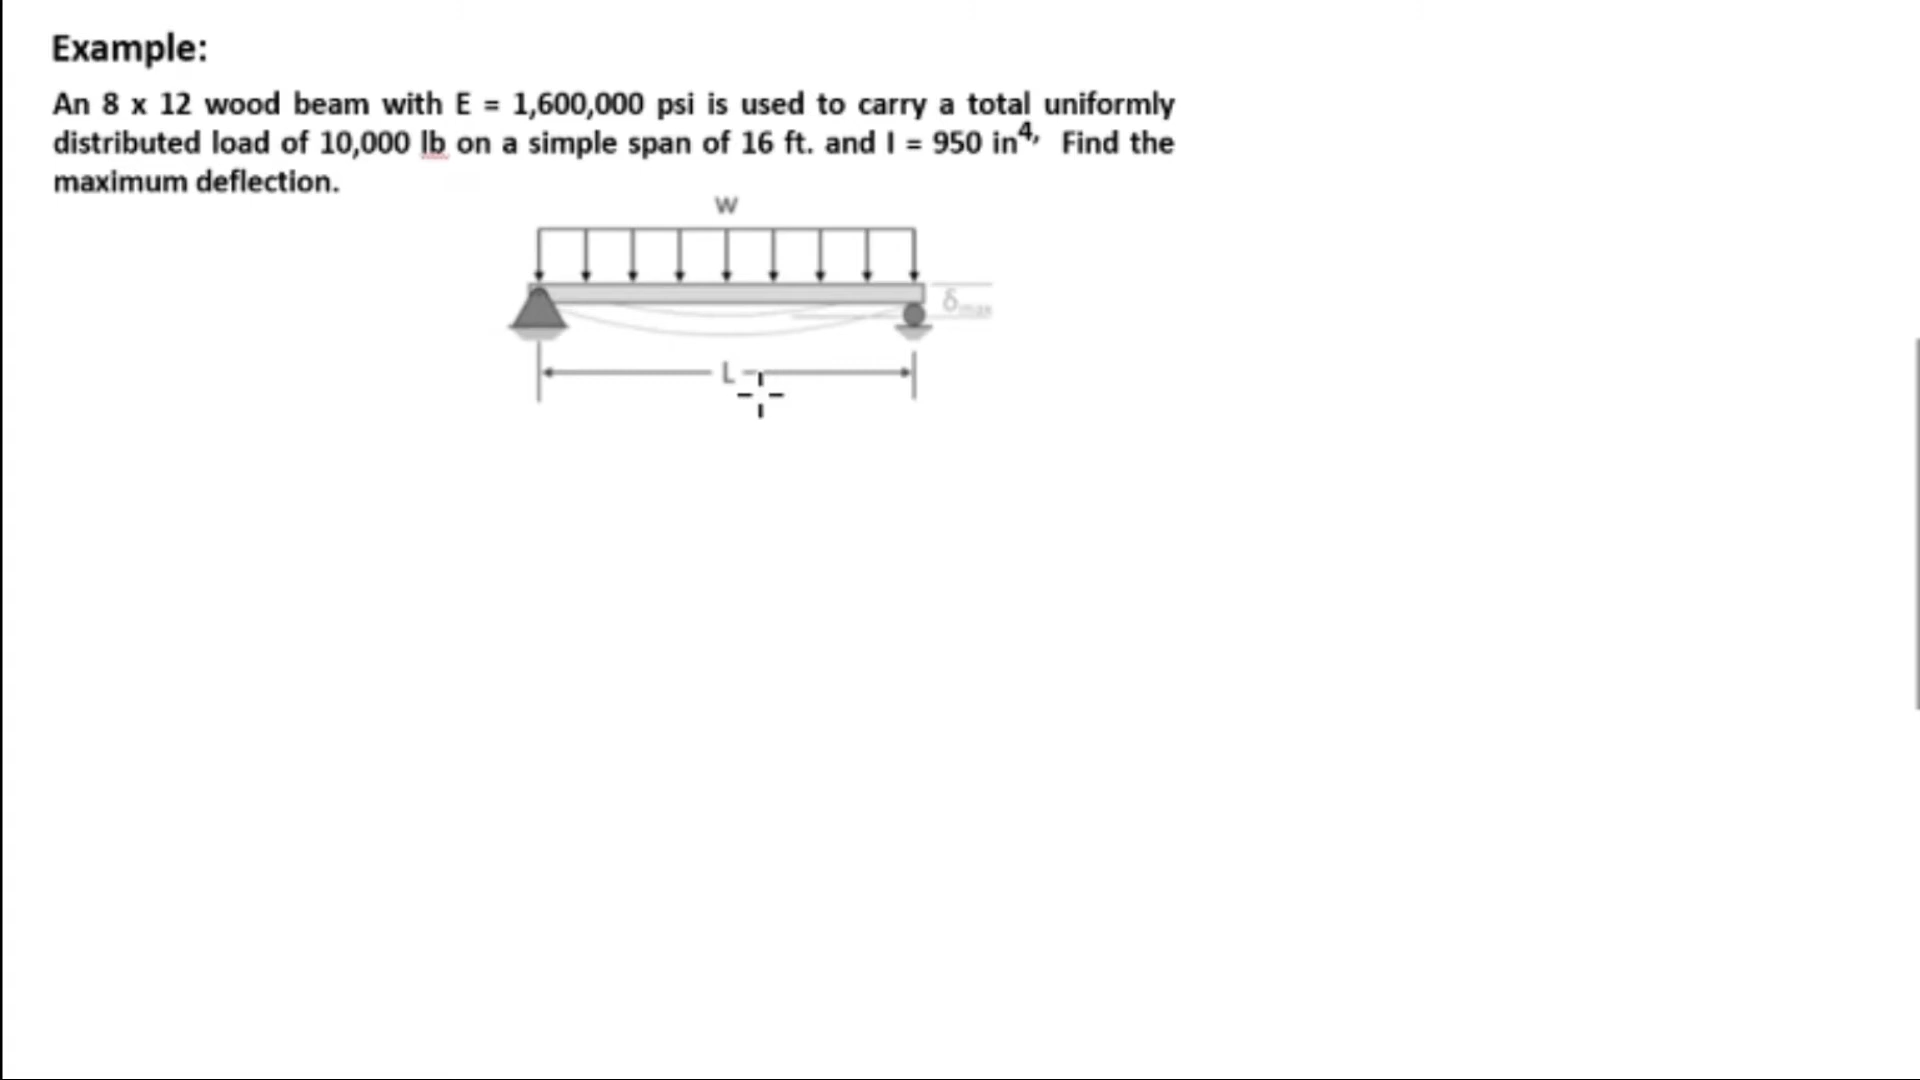 Example:
An 8 x 12 wood beam with E = 1,600,000 psi is used to carry a total uniformly
distributed load of 10,000 lb on a simple span of 16 ft. and I = 950 in⁴, Find the
maximum deflection.
W
δmax
L